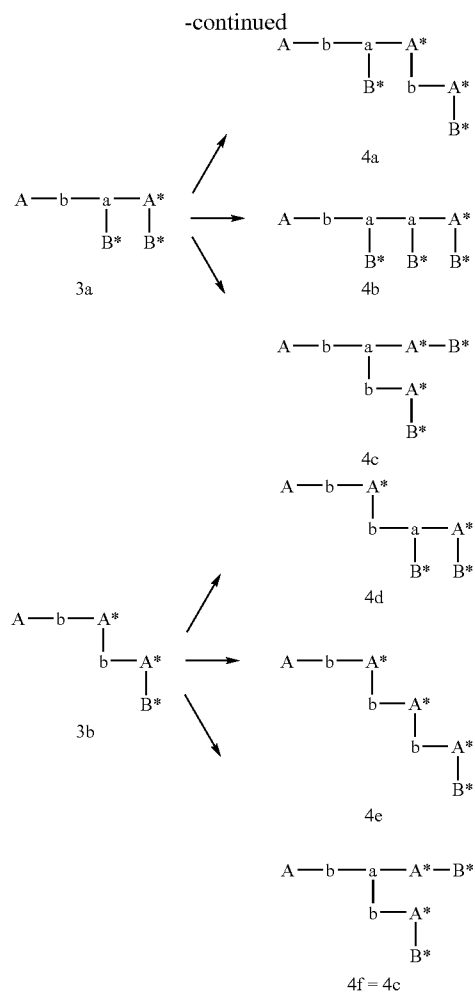 -continued
A b a A*
B* b A*
B*
4a
A b a A*
B* B*
3a
A b a a A*
B* B* B*
4b
A b a A* B*
b A*
B*
4c
A b A*
b a A*
B* B*
4d
A b A*
b A*
B*
3b
A b A*
b A*
b A*
B*
4e
A b a A* B*
b A*
B*
4f = 4c